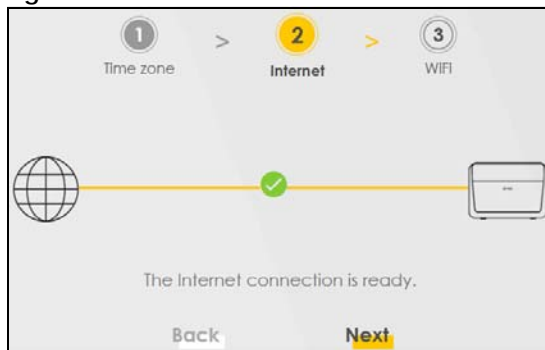 1 > 2 > 3
Time zone Internet WiFi
The Internet connection is ready.
Back Next